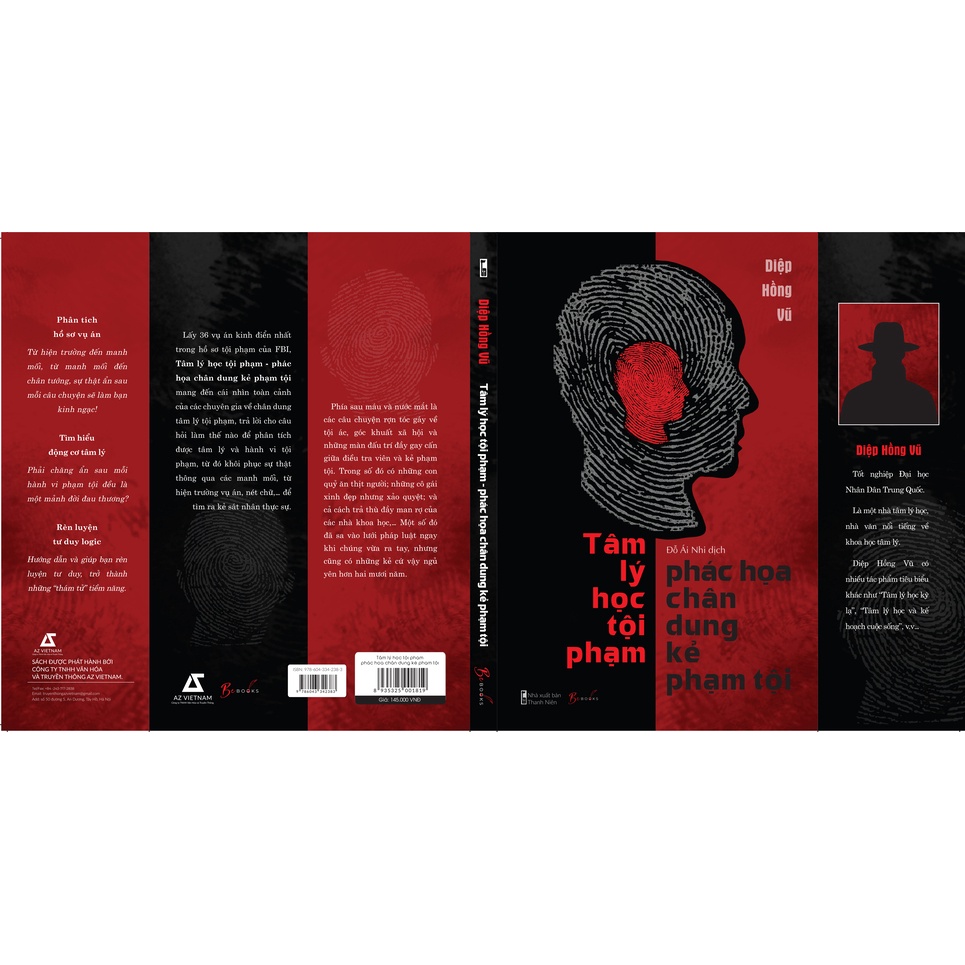 Phân tích
hồ sơ vụ án
Từ hiện trường đến manh
mối, từ manh mối đến
chân tướng, sự thật ẩn sau
mỗi câu chuyện sẽ làm bạn
kinh ngạc!
Tìm hiểu
động cơ tâm lý
Phải chăng ẩn sau mỗi
hành vi phạm tội đều là
một mảnh đời đau thương?
Rèn luyện
tư duy logic
Hướng dẫn và giúp bạn rèn
luyện tư duy, trở thành
những "thám tử" tiềm năng.
AZ VIETNAM
SÁCH ĐƯỢC PHÁT HÀNH BỞI
CÔNG TY TNHH VĂN HÓA
VÀ TRUYỀN THÔNG AZ VIETNAM.
Lấy 36 vụ án kinh điển nhất
trong hồ sơ tội phạm của FBI,
Tâm lý học tội phạm - phác
họa chân dung kẻ phạm tội
mang đến cái nhìn toàn cảnh
của các chuyên gia về chân dung
tâm lý tội phạm, trả lời cho câu
hỏi làm thế nào để phân tích
được tâm lý và hành vi tội
phạm, từ đó khôi phục sự thật
thông qua các manh mối, từ
hiện trường vụ án, nét chữ,... để
tìm ra kẻ sát nhân thực sự.
AZ VIETNAM
BcBOOKS
Phía sau máu và nước mắt là
các câu chuyện rợn tóc gáy về
tội ác, góc khuất xã hội và
những màn đấu trí đầy gay cấn
giữa điều tra viên và kẻ phạm
tội. Trong số đó có những con
quỷ ăn thịt người; những cô gái
xinh đẹp nhưng xảo quyệt; và
cả cách trả thù đầy man rợ của
các nhà khoa học,.. Một số đó
đã sa vào lưới pháp luật ngay
khi chúng vừa ra tay, nhưng
cũng có những kẻ cứ vậy ngủ
yên hơn hai mươi năm.
ISBN: 978-604-334-238-3
9 786043 342383
Tâm lý học tội phạm
phác họa chân dung kẻ phạm tội
8 935325 001819
Giá: 145.000 VNĐ
Diệp Hồng Vũ
Tâm lý học tội phạm - phác họa chân dung kẻ phạm tội
BcBOOKS
Diệp
Hồng
Vũ
Tâm
lý
học
tội
phạm
Đỗ Ái Nhi dịch
phác họa
chân
dung
kẻ
phạm tội
Nhà xuất bản
Thanh Niên
BcBOOKS
Diệp Hồng Vũ
Tốt nghiệp Đại học
Nhân Dân Trung Quốc.
Là một nhà tâm lý học,
nhà văn nổi tiếng về
khoa học tâm lý.
Diệp Hồng Vũ có
nhiều tác phẩm tiêu biểu
khác như "Tâm lý học kỳ
lạ", "Tâm lý học và kế
hoạch cuộc sống", v.v...